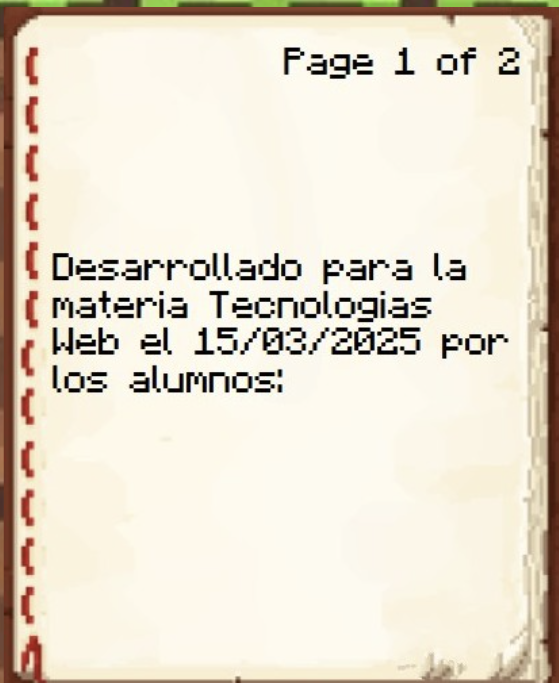 Page 1 of 2
Desarrollado para la
materia Tecnologias
Web el 15/03/2025 por
los alumnos: